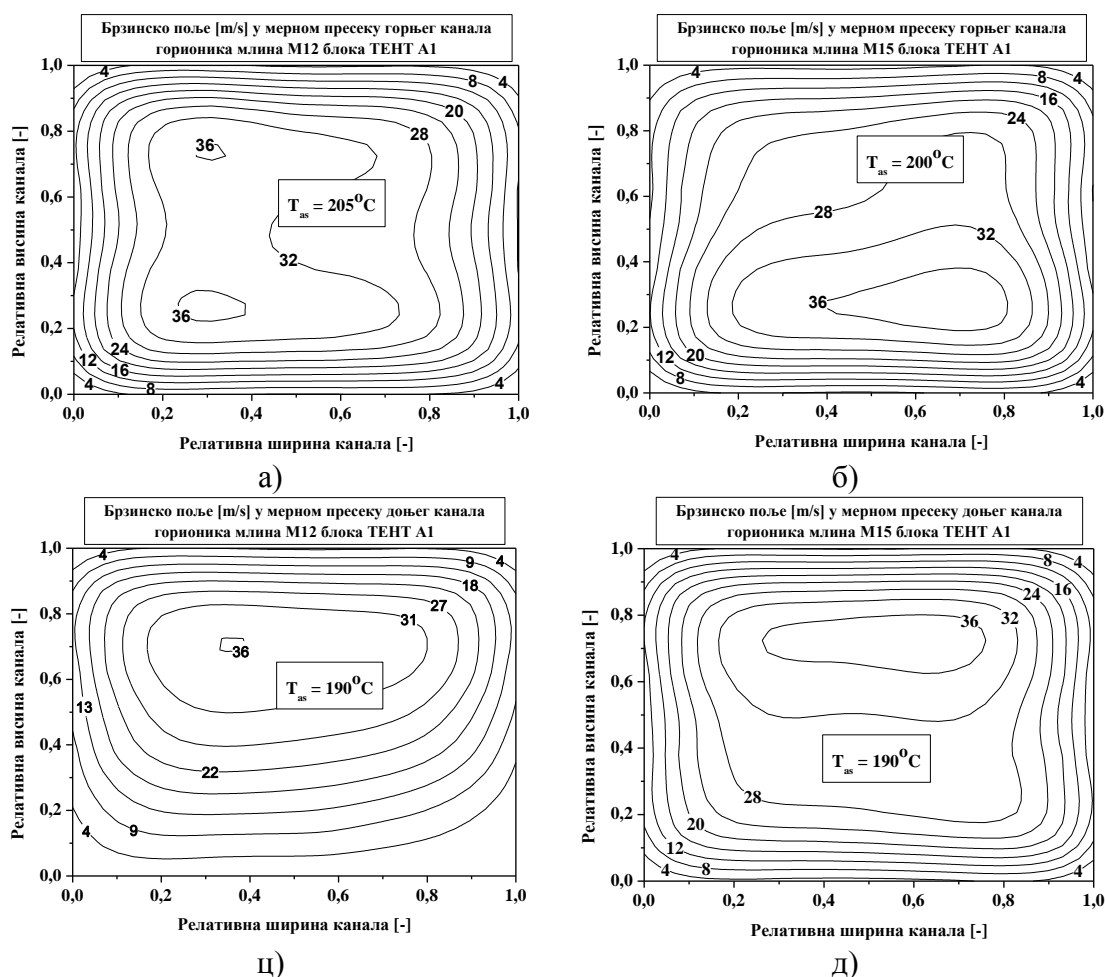 Брзинско поље [m/s] у мерном пресеку горњег канала
горионика млина М12 блока ТЕНТ А1
1,0
0,8
0,6
0,4
0,2
0,0
0,0 0,2 0,4 0,6 0,8 1,0
Релативна висина канала [-]
Релативна ширина канала [-]
4 8 4
20
28
36
T_as = 205°C
32
36
24
12
16
4 8 4
а)
Брзинско поље [m/s] у мерном пресеку горњег канала
горионика млина М15 блока ТЕНТ А1
1,0
0,8
0,6
0,4
0,2
0,0
0,0 0,2 0,4 0,6 0,8 1,0
Релативна висина канала [-]
Релативна ширина канала [-]
4 8 4
16
24
T_as = 200°C
28
32
36
12 20
8 4
б)
Брзинско поље [m/s] у мерном пресеку доњег канала
горионика млина М12 блока ТЕНТ А1
1,0
0,8
0,6
0,4
0,2
0,0
0,0 0,2 0,4 0,6 0,8 1,0
Релативна висина канала [-]
Релативна ширина канала [-]
4 9 4
18
27
31
36
T_as = 190°C
13
22
4 9
ц)
Брзинско поље [m/s] у мерном пресеку доњег канала
горионика млина М15 блока ТЕНТ А1
1,0
0,8
0,6
0,4
0,2
0,0
0,0 0,2 0,4 0,6 0,8 1,0
Релативна висина канала [-]
Релативна ширина канала [-]
4 8 4
24 16
36 32
T_as = 190°C
28
20
12
4 8 4
д)